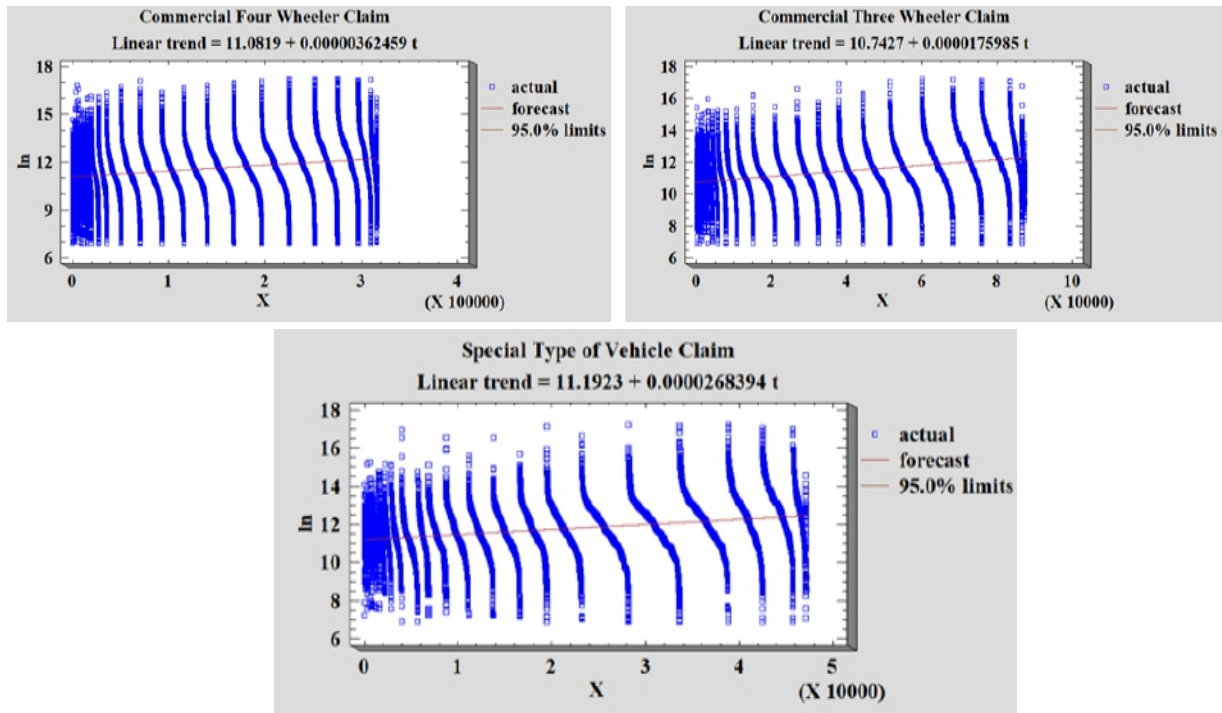 Commercial Four Wheeler Claim
Linear trend = 11.0819 + 0.00000362459 t
18
15
12
9
6
ln
0 1 2 3 4
X
(X 100000)
actual
forecast
95.0% limits
Commercial Three Wheeler Claim
Linear trend = 10.7427 + 0.0000175985 t
18
16
14
12
10
8
6
ln
0 2 4 6 8 10
X
(X 10000)
actual
forecast
95.0% limits
Special Type of Vehicle Claim
Linear trend = 11.1923 + 0.0000268394 t
18
16
14
12
10
8
6
ln
0 1 2 3 4 5
X
(X 10000)
actual
forecast
95.0% limits